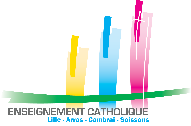 ENSEIGNEMENT CATHOLIQUE
Lille - Arras - Cambrai - Soissons